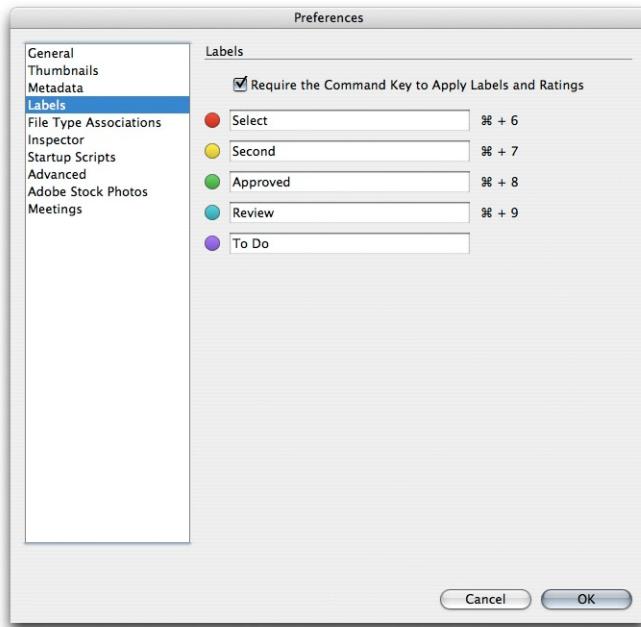 Preferences
General
Thumbnails
Metadata
Labels
File Type Associations
Inspector
Startup Scripts
Advanced
Adobe Stock Photos
Meetings
Labels
Require the Command Key to Apply Labels and Ratings
Select ⌘ + 6
Second ⌘ + 7
Approved ⌘ + 8
Review ⌘ + 9
To Do
Cancel OK